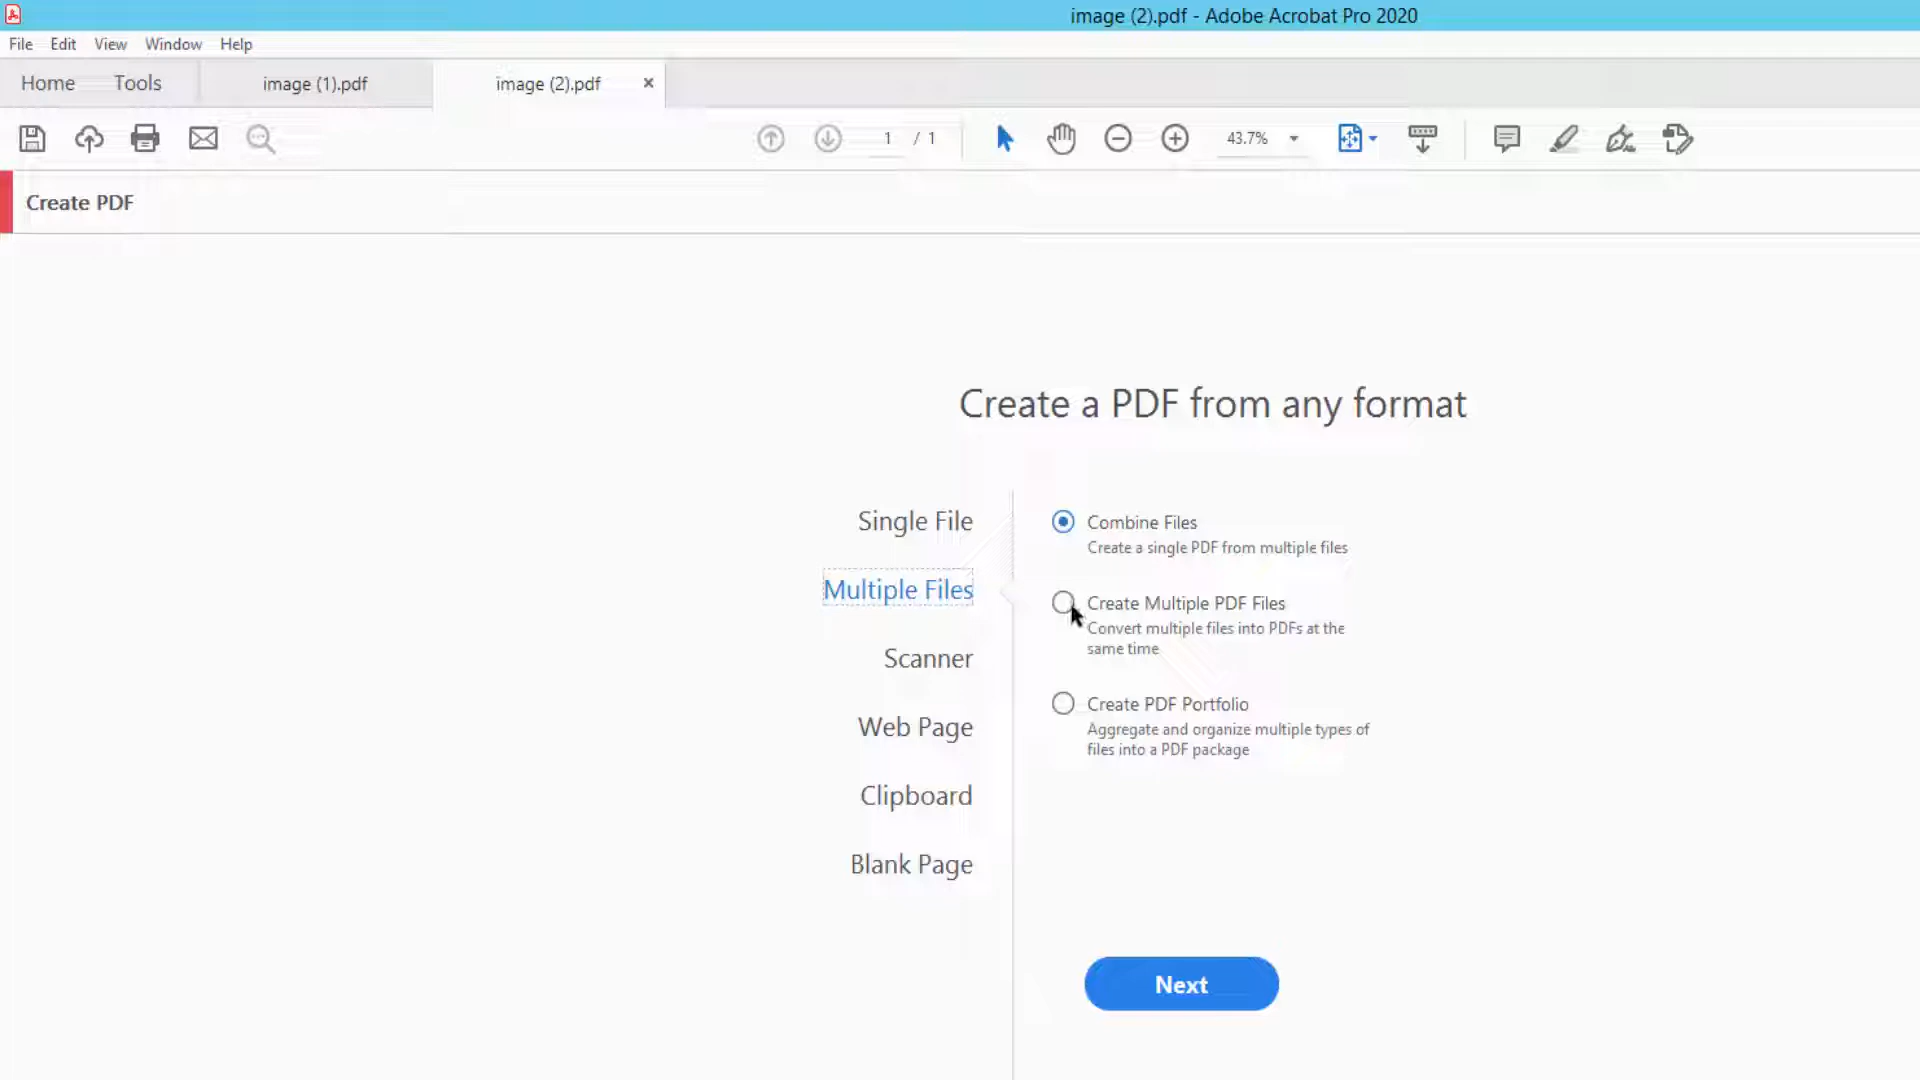 image (2).pdf - Adobe Acrobat Pro 2020
File Edit View Window Help
Home Tools image (1).pdf image (2).pdf ×
1 / 1 43.7%
Create PDF
Create a PDF from any format
Single File
Multiple Files
Scanner
Web Page
Clipboard
Blank Page
Combine Files
Create a single PDF from multiple files
Create Multiple PDF Files
Convert multiple files into PDFs at the
same time
Create PDF Portfolio
Aggregate and organize multiple types of
files into a PDF package
Next